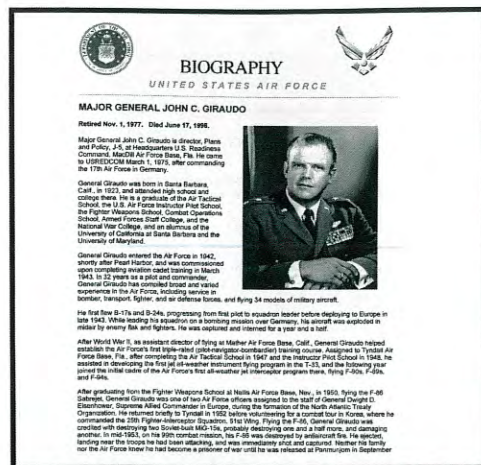 BIOGRAPHY
UNITED STATES AIR FORCE
MAJOR GENERAL JOHN C. GIRAUDO
Retired Nov. 1, 1977. Died June 17, 1998.
Major General John C. Giraudo is director, Plans
and Policy, J-5, at Headquarters U.S. Readiness
Command, MacDill Air Force Base, Fla. He came
to USREDCOM March 1, 1975, after commanding
the 17th Air Force in Germany.
General Giraudo was born in Santa Barbara,
Calif., in 1923, and attended high school and
college there. He is a graduate of the Air Tactical
School, the U.S. Air Force Instructor Pilot School,
the Fighter Weapons School, Combat Operations
School, Armed Forces Staff College, and the
National War College, and an alumnus of the
University of California at Santa Barbara and the
University of Maryland.
General Giraudo entered the Air Force in 1942,
shortly after Pearl Harbor, and was commissioned
upon completing aviation cadet training in March
1943. In 32 years as a pilot and commander,
General Giraudo has compiled broad and varied
experience in the Air Force, including service in
bomber, transport, fighter, and air defense forces, and flying 34 models of military aircraft.
He first flew B-17s and B-24s, progressing from first pilot to squadron leader before deploying to Europe in
late 1943. While leading his squadron on a bombing mission over Germany, his aircraft was exploded in
midair by enemy flak and fighters. He was captured and interned for a year and a half.
After World War II, as assistant director of flying at Mather Air Force Base, Calif., General Giraudo helped
establish the Air Force's first triple-rated (pilot-navigator-bombardier) training course. Assigned to Tyndall Air
Force Base, Fla., after completing the Air Tactical School in 1947 and the Instructor Pilot School in 1948, he
assisted in developing the first jet all-weather instrument flying program in the T-33, and the following year
joined the initial cadre of the Air Force's first all-weather jet interceptor program there, flying F-80s, F-89s,
and F-94s.
After graduating from the Fighter Weapons School at Nellis Air Force Base, Nev., in 1950, flying the F-86
Sabrejet, General Giraudo was one of two Air Force officers assigned to the staff of General Dwight D.
Eisenhower, Supreme Allied Commander in Europe, during the formation of the North Atlantic Treaty
Organization. He returned briefly to Tyndall in 1952 before volunteering for a combat tour in Korea, where he
commanded the 25th Fighter-Interceptor Squadron, 51st Wing. Flying the F-86, General Giraudo was
credited with destroying two Soviet-built MiG-15s, probably destroying one and a half more, and damaging
another. In mid-1953, on his 99th combat mission, his F-86 was destroyed by antiaircraft fire. He ejected,
landing near the troops he had been attacking, and was immediately shot and captured. Neither his family
nor the Air Force knew he had become a prisoner of war until he was released at Panmunjom in September